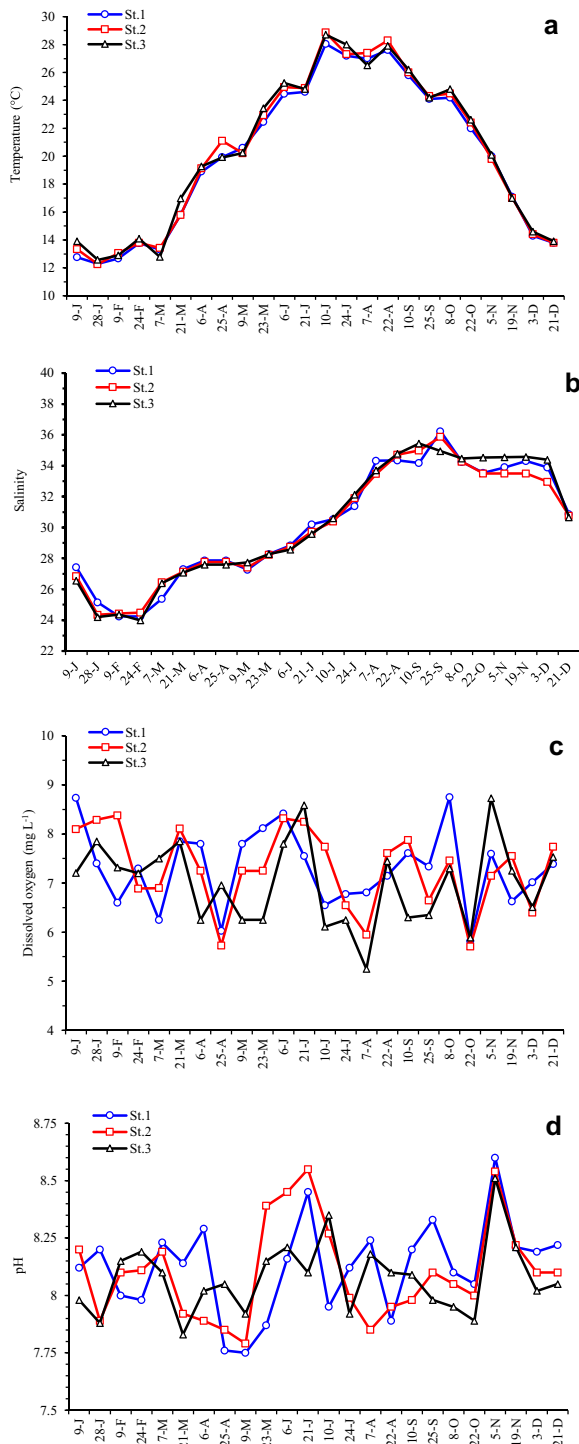 a
St.1
St.2
St.3
Temperature (°C)
30
28
26
24
22
20
18
16
14
12
10
9-J 28-J 9-F 24-F 7-M 21-M 6-A 25-A 9-M 23-M 6-J 21-J 10-J 24-J 7-A 22-A 10-S 25-S 8-O 22-O 5-N 19-N 3-D 21-D
b
St.1
St.2
St.3
Salinity
40
38
36
34
32
30
28
26
24
22
9-J 28-J 9-F 24-F 7-M 21-M 6-A 25-A 9-M 23-M 6-J 21-J 10-J 24-J 7-A 22-A 10-S 25-S 8-O 22-O 5-N 19-N 3-D 21-D
c
St.1
St.2
St.3
Dissolved oxygen (mg L-1)
10
9
8
7
6
5
4
9-J 28-J 9-F 24-F 7-M 21-M 6-A 25-A 9-M 23-M 6-J 21-J 10-J 24-J 7-A 22-A 10-S 25-S 8-O 22-O 5-N 19-N 3-D 21-D
d
St.1
St.2
St.3
pH
8.75
8.5
8.25
8
7.75
7.5
9-J 28-J 9-F 24-F 7-M 21-M 6-A 25-A 9-M 23-M 6-J 21-J 10-J 24-J 7-A 22-A 10-S 25-S 8-O 22-O 5-N 19-N 3-D 21-D